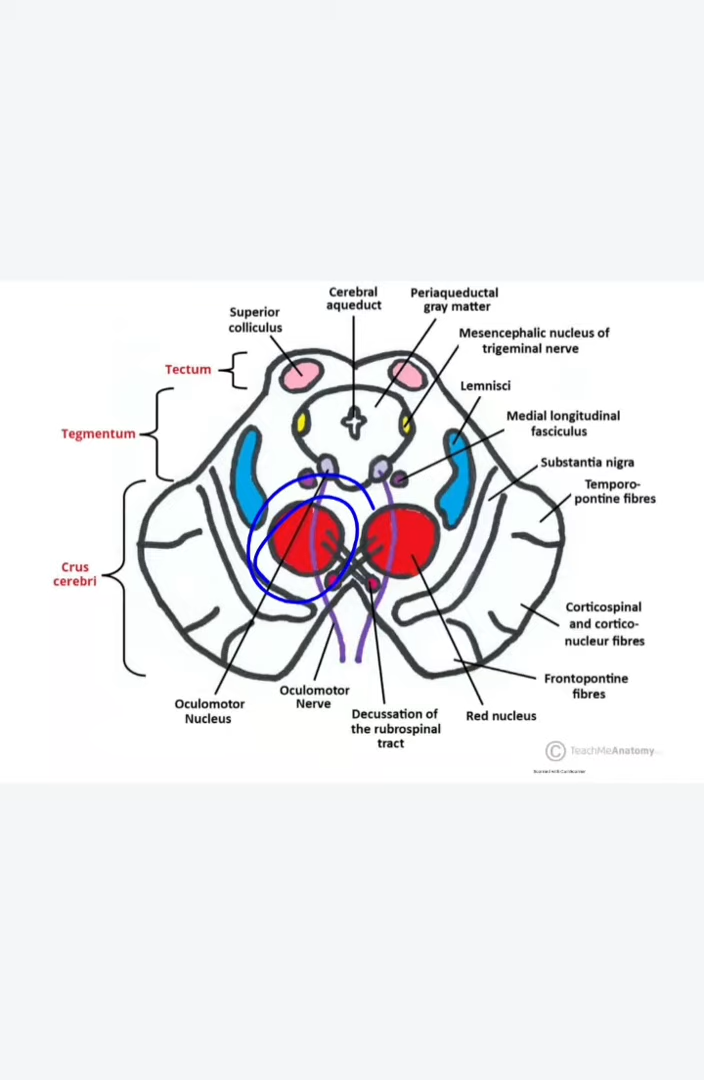 Cerebral
aqueduct
Periaqueductal
gray matter
Superior
colliculus
Mesencephalic nucleus of
trigeminal nerve
Tectum
Lemnisci
Medial longitudinal
fasciculus
Tegmentum
Substantia nigra
Temporo-
pontine fibres
Crus
cerebri
Corticospinal
and cortico-
nucleur fibres
Frontopontine
fibres
Oculomotor
Nucleus
Oculomotor
Nerve
Decussation of
the rubrospinal
tract
Red nucleus
© TeachMeAnatomy